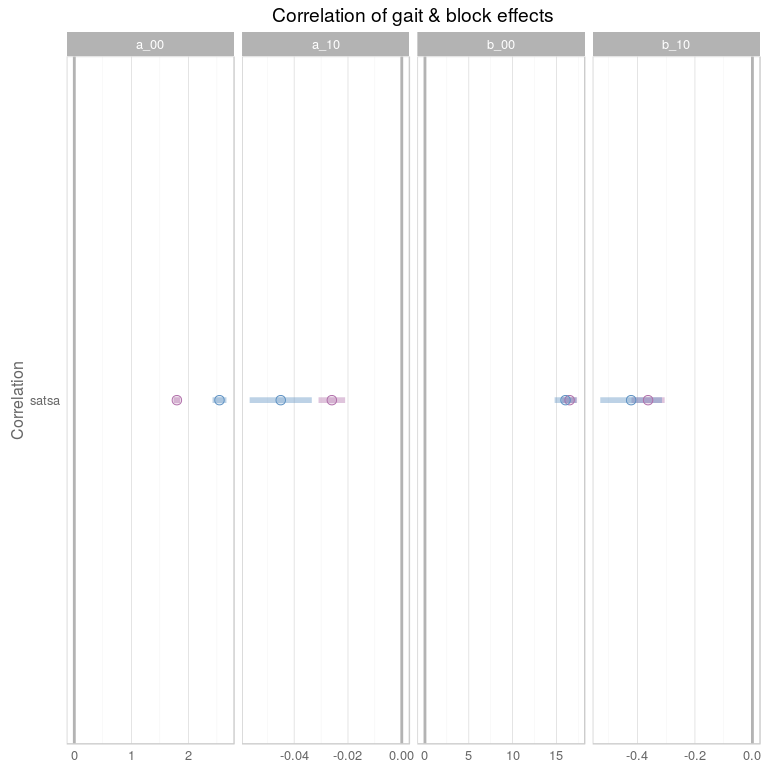 Correlation of gait & block effects
a_00 a_10 b_00 b_10
Correlation
satsa
0 1 2 -0.04 -0.02 0.00 0 5 10 15 -0.4 -0.2 0.0